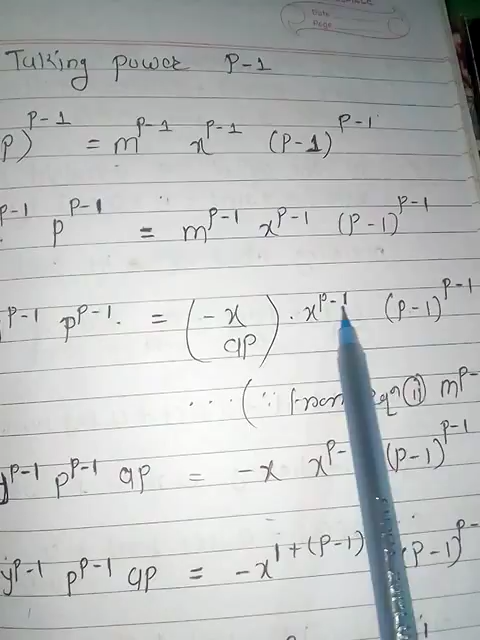 Date
Page
Taking power P-1
P)^{P-1} = m^{P-1} x^{P-1} (P-1)^{P-1}
^{P-1} P^{P-1} = m^{P-1} x^{P-1} (P-1)^{P-1}
^{P-1} P^{P-1}. = (-x / ap) . x^{P-1} (P-1)^{P-1}
... (∵ from eqn ① m^{P-
y^{P-1} P^{P-1} ap = -x x^{P- (P-1)^{P-1}
y^{P-1} P^{P-1} ap = -x^{1+(P-1)} (P-1)^{P-